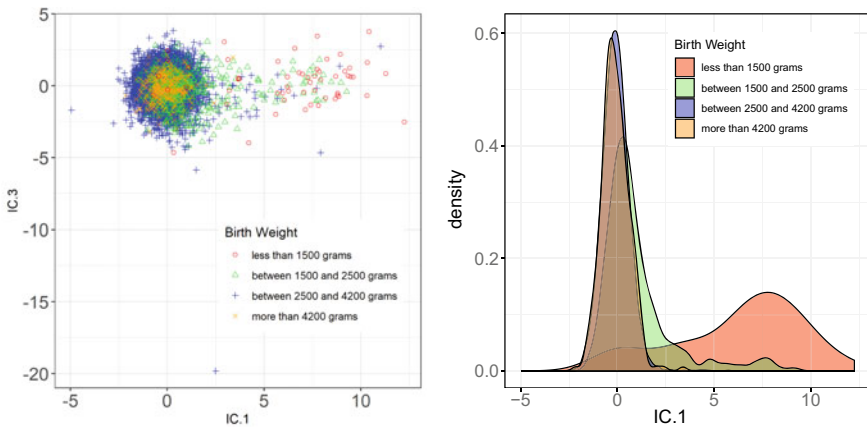 5
0
-5
-10
-15
-20
IC.3
-5
0
5
10
IC.1
Birth Weight
less than 1500 grams
between 1500 and 2500 grams
between 2500 and 4200 grams
more than 4200 grams
0.6
0.4
0.2
0.0
density
−5
0
5
10
IC.1
Birth Weight
less than 1500 grams
between 1500 and 2500 grams
between 2500 and 4200 grams
more than 4200 grams